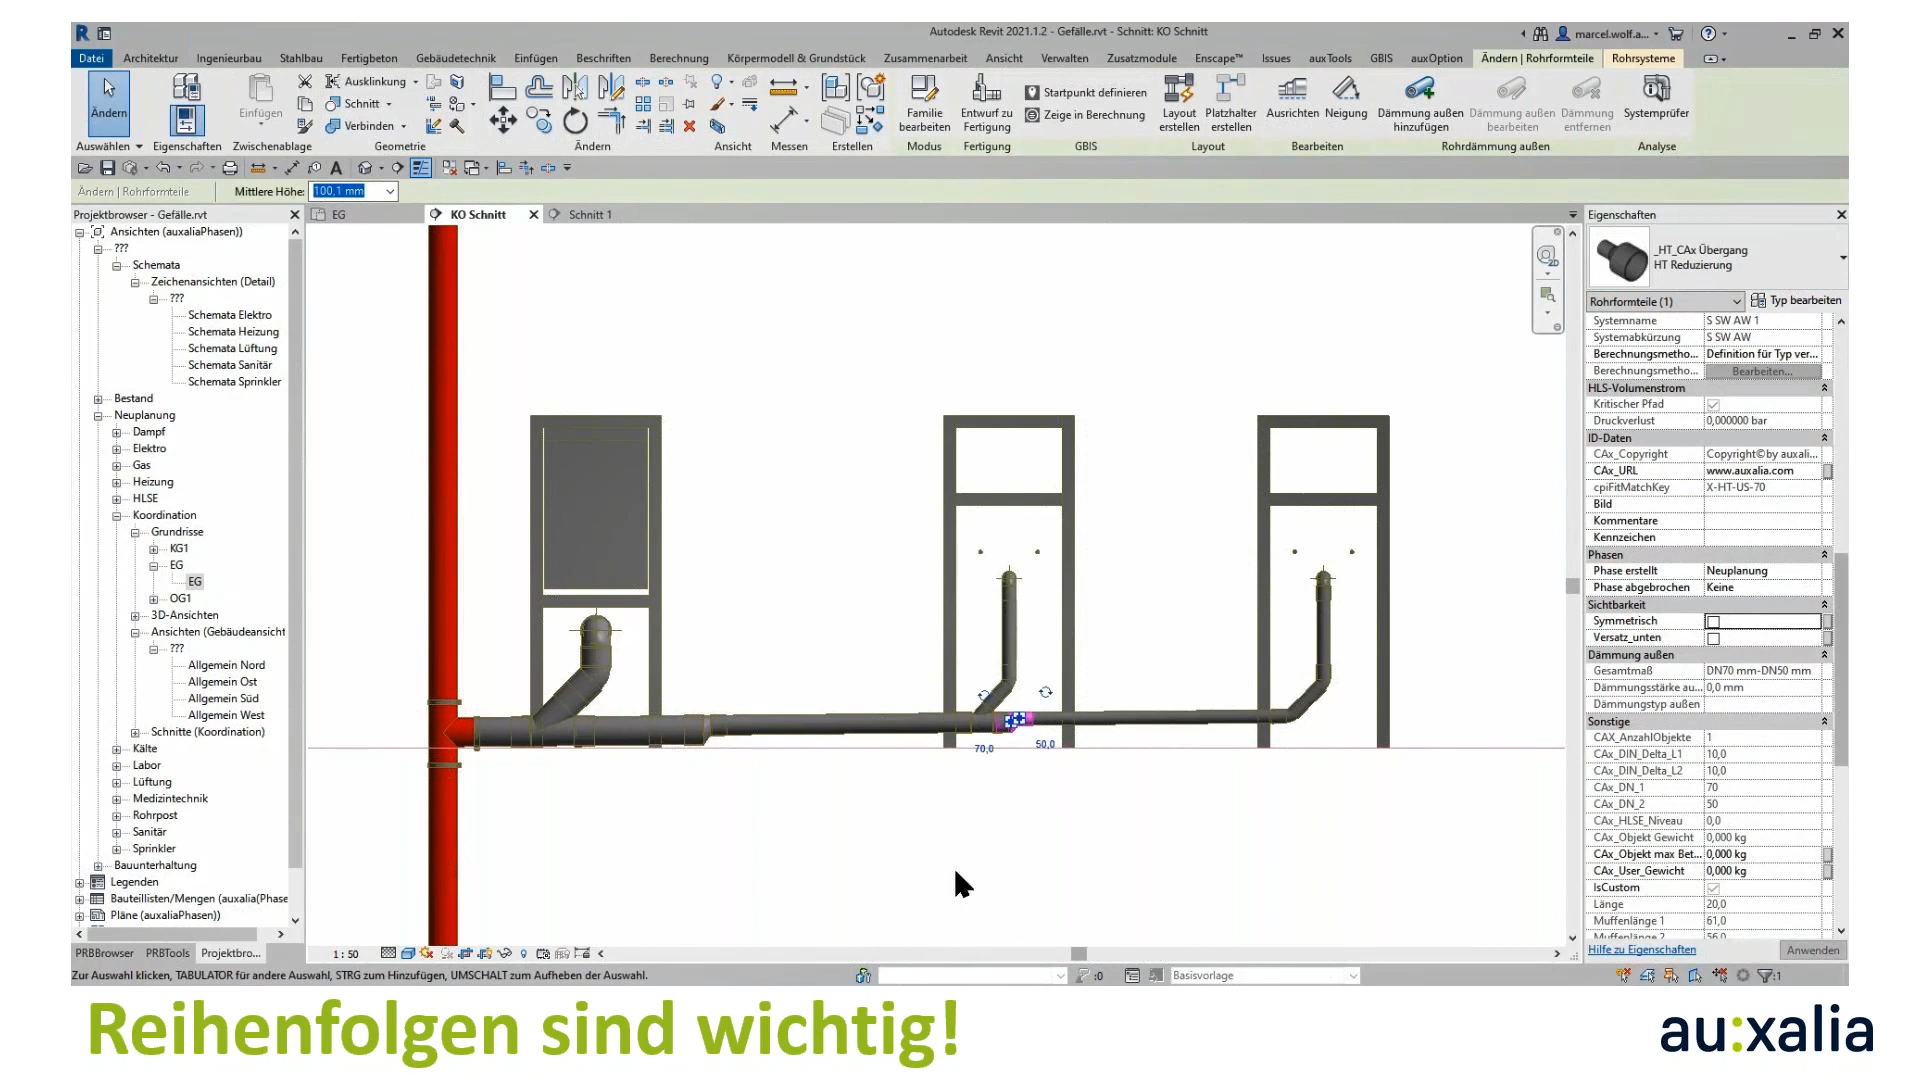 Autodesk Revit 2021.1.2 - Gefälle.rvt - Schnitt: KO Schnitt
marcel.wolf.a...
Datei Architektur Ingenieurbau Stahlbau Fertigbeton Gebäudetechnik Einfügen Beschriften Berechnung Körpermodell & Grundstück Zusammenarbeit Ansicht Verwalten Zusatzmodule Enscape™ Issues auxTools GBIS auxOption Ändern | Rohrformteile Rohrsysteme
Ändern
Einfügen
Ausklinkung
Schnitt
Verbinden
Familie bearbeiten
Entwurf zu Fertigung
Startpunkt definieren
Zeige in Berechnung
Layout erstellen
Platzhalter erstellen
Ausrichten Neigung
Dämmung außen hinzufügen
Dämmung außen bearbeiten
Dämmung entfernen
Systemprüfer
Auswählen Eigenschaften Zwischenablage Geometrie Ändern Ansicht Messen Erstellen Modus Fertigung GBIS Layout Bearbeiten Rohrdämmung außen Analyse
Ändern | Rohrformteile Mittlere Höhe: 100,1 mm
Projektbrowser - Gefälle.rvt
EG KO Schnitt Schnitt 1
Ansichten (auxaliaPhasen))
???
Schemata
Zeichenansichten (Detail)
???
Schemata Elektro
Schemata Heizung
Schemata Lüftung
Schemata Sanitär
Schemata Sprinkler
Bestand
Neuplanung
Dampf
Elektro
Gas
Heizung
HLSE
Koordination
Grundrisse
KG1
EG
EG
OG1
3D-Ansichten
Ansichten (Gebäudeansicht
???
Allgemein Nord
Allgemein Ost
Allgemein Süd
Allgemein West
Schnitte (Koordination)
Kälte
Labor
Lüftung
Medizintechnik
Rohrpost
Sanitär
Sprinkler
Bauunterhaltung
Legenden
Bauteillisten/Mengen (auxalia(Phase
Pläne (auxaliaPhasen))
PRBBrowser PRBTools Projektbro...
2D
70,0
50,0
1 : 50
Eigenschaften
_HT_CAx Übergang
HT Reduzierung
Rohrformteile (1) Typ bearbeiten
Systemname S SW AW 1
Systemabkürzung S SW AW
Berechnungsmetho... Definition für Typ ver...
Berechnungsmetho... Bearbeiten...
HLS-Volumenstrom
Kritischer Pfad
Druckverlust 0,000000 bar
ID-Daten
CAx_Copyright Copyright©by auxali...
CAx_URL www.auxalia.com
cpiFitMatchKey X-HT-US-70
Bild
Kommentare
Kennzeichen
Phasen
Phase erstellt Neuplanung
Phase abgebrochen Keine
Sichtbarkeit
Symmetrisch
Versatz_unten
Dämmung außen
Gesamtmaß DN70 mm-DN50 mm
Dämmungsstärke au... 0,0 mm
Dämmungstyp außen
Sonstige
CAX_AnzahlObjekte 1
CAx_DIN_Delta_L1 10,0
CAx_DIN_Delta_L2 10,0
CAx_DN_1 70
CAx_DN_2 50
CAx_HLSE_Niveau 0,0
CAx_Objekt Gewicht 0,000 kg
CAx_Objekt max Bet... 0,000 kg
CAx_User_Gewicht 0,000 kg
IsCustom
Länge 20,0
Muffenlänge 1 61,0
Muffenlänge 2 56,0
Hilfe zu Eigenschaften Anwenden
Zur Auswahl klicken, TABULATOR für andere Auswahl, STRG zum Hinzufügen, UMSCHALT zum Aufheben der Auswahl.
:0 Basisvorlage :1
Reihenfolgen sind wichtig!
au:xalia